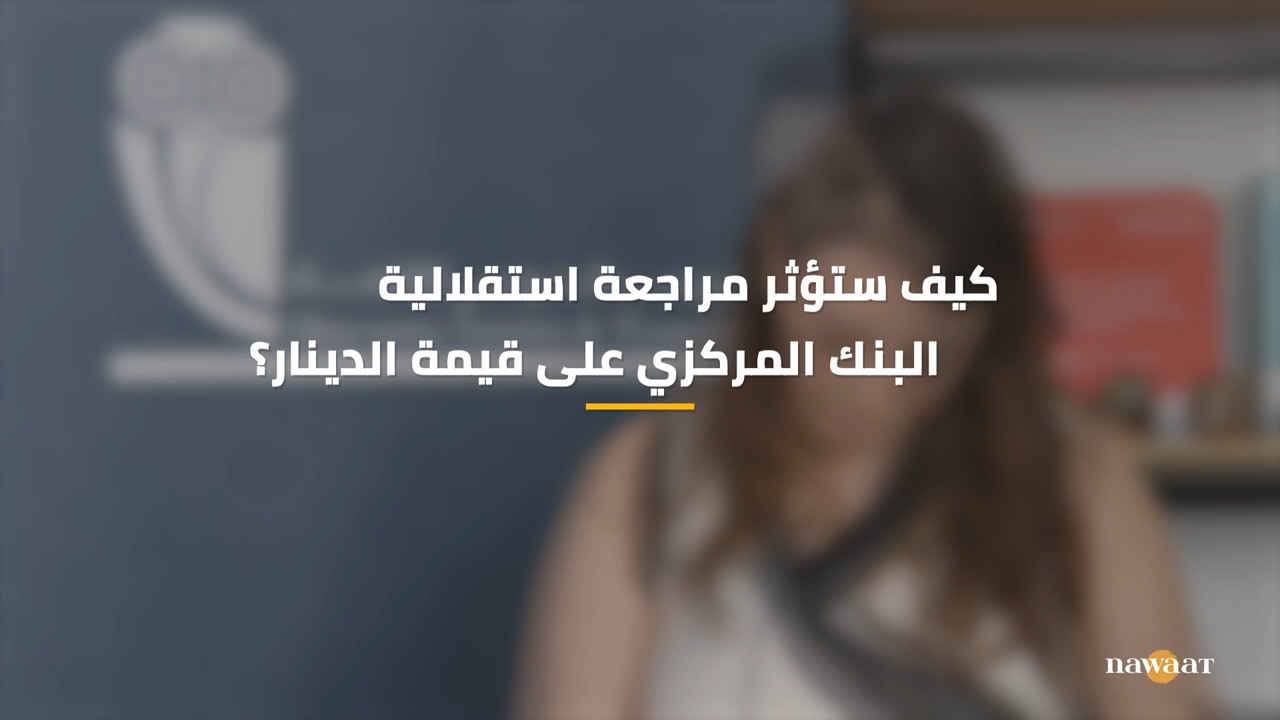 كيف ستؤثر مراجعة استقلالية
البنك المركزي على قيمة الدينار؟
nawaat